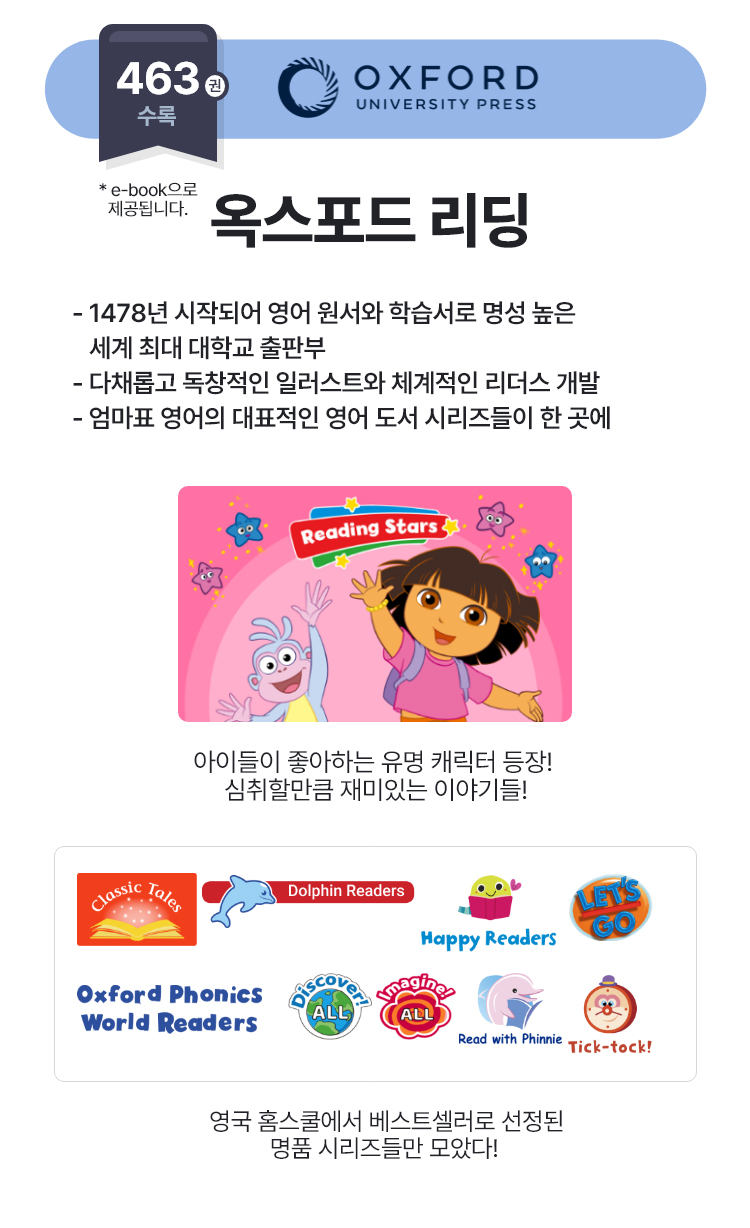 463권
수록
OXFORD
UNIVERSITY PRESS
* e-book으로
제공됩니다.
옥스포드 리딩
- 1478년 시작되어 영어 원서와 학습서로 명성 높은
세계 최대 대학교 출판부
- 다채롭고 독창적인 일러스트와 체계적인 리더스 개발
- 엄마표 영어의 대표적인 영어 도서 시리즈들이 한 곳에
Reading Stars
아이들이 좋아하는 유명 캐릭터 등장!
심취할만큼 재미있는 이야기들!
Classic Tales
Dolphin Readers
Happy Readers
LET'S
GO
Oxford Phonics
World Readers
Discover!
ALL
Imagine!
ALL
Read with Phinnie
Tick-tock!
영국 홈스쿨에서 베스트셀러로 선정된
명품 시리즈들만 모았다!